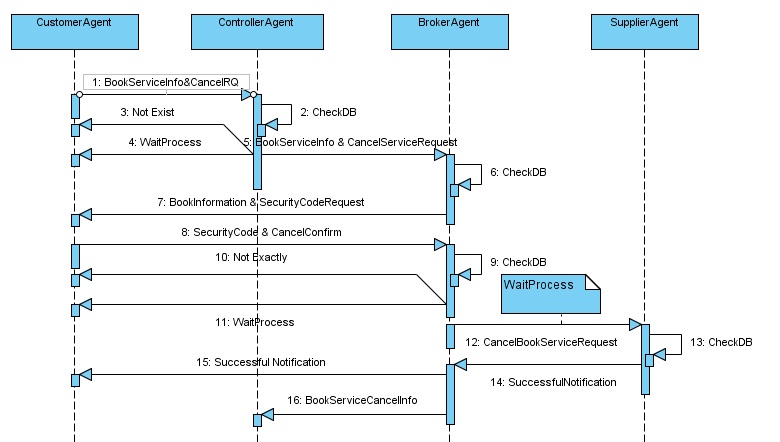 CustomerAgent
ControllerAgent
BrokerAgent
SupplierAgent
1: BookServiceInfo&CancelRQ
2: CheckDB
3: Not Exist
4: WaitProcess
5: BookServiceInfo & CancelServiceRequest
6: CheckDB
7: BookInformation & SecurityCodeRequest
8: SecurityCode & CancelConfirm
9: CheckDB
10: Not Exactly
WaitProcess
11: WaitProcess
12: CancelBookServiceRequest
13: CheckDB
14: SuccessfulNotification
15: Successful Notification
16: BookServiceCancelInfo